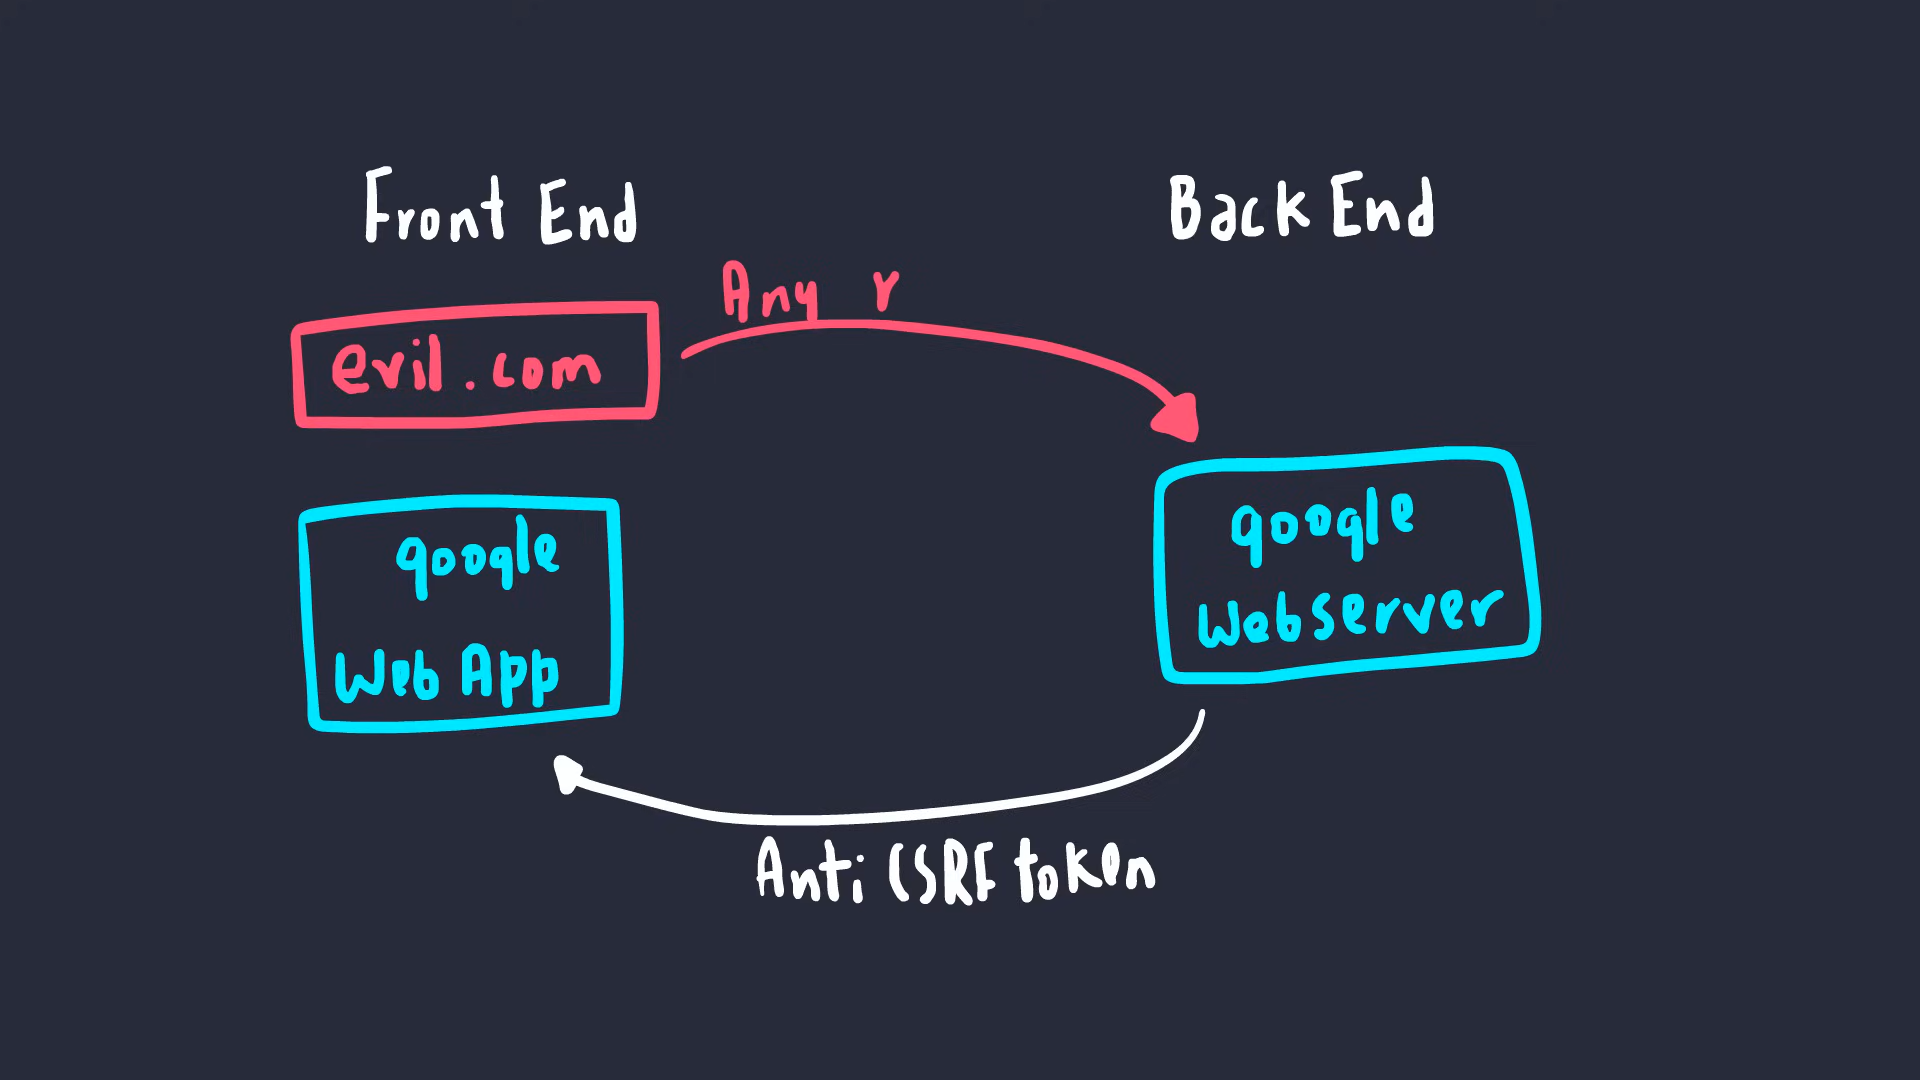 Front End
Back End
Any r
evil.com
google
Web App
google
Webserver
Anti CSRF token